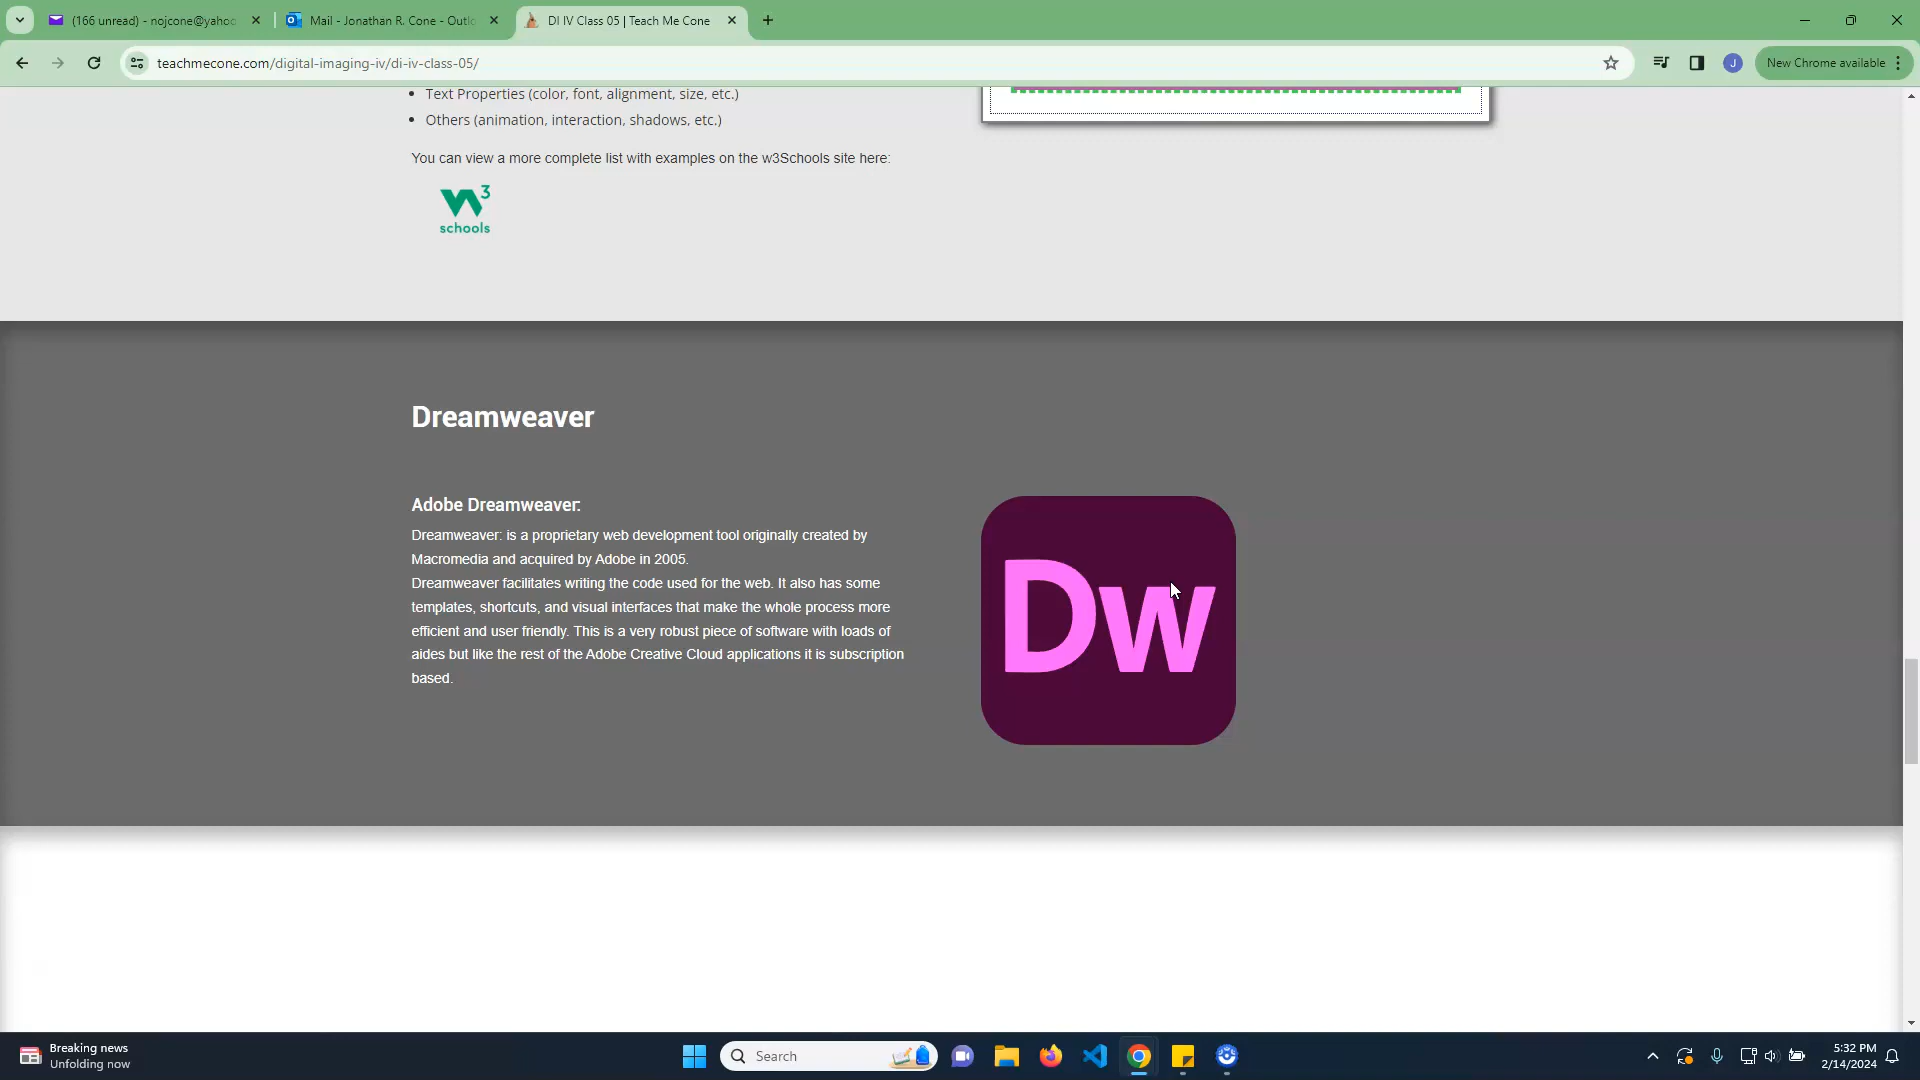 (166 unread) - nojcone@yahoo
Mail - Jonathan R. Cone - Outlo
DI IV Class 05 | Teach Me Cone
teachmecone.com/digital-imaging-iv/di-iv-class-05/
J
New Chrome available
• Text Properties (color, font, alignment, size, etc.)
• Others (animation, interaction, shadows, etc.)
You can view a more complete list with examples on the w3Schools site here:
W3
schools
Dreamweaver
Adobe Dreamweaver:
Dreamweaver: is a proprietary web development tool originally created by
Macromedia and acquired by Adobe in 2005.
Dreamweaver facilitates writing the code used for the web. It also has some
templates, shortcuts, and visual interfaces that make the whole process more
efficient and user friendly. This is a very robust piece of software with loads of
aides but like the rest of the Adobe Creative Cloud applications it is subscription
based.
Dw
Breaking news
Unfolding now
Search
5:32 PM
2/14/2024